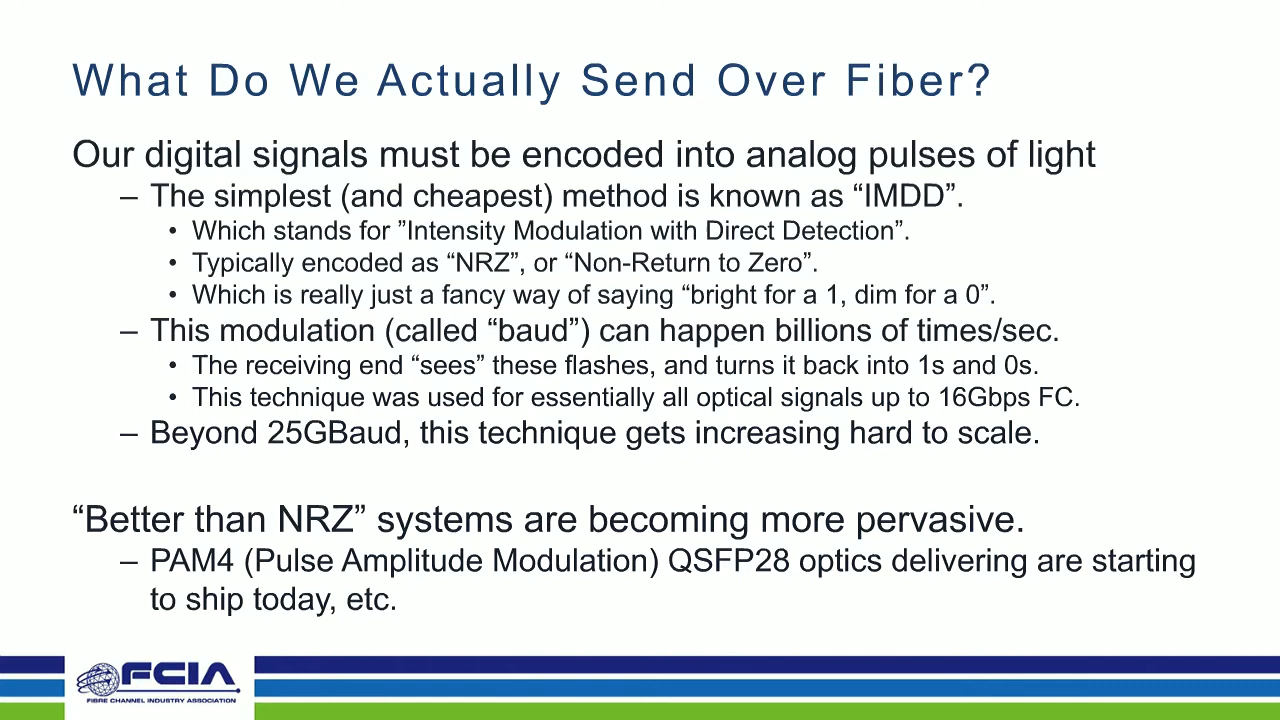 What Do We Actually Send Over Fiber?
Our digital signals must be encoded into analog pulses of light
– The simplest (and cheapest) method is known as “IMDD”.
• Which stands for ”Intensity Modulation with Direct Detection”.
• Typically encoded as “NRZ”, or “Non-Return to Zero”.
• Which is really just a fancy way of saying “bright for a 1, dim for a 0”.
– This modulation (called “baud”) can happen billions of times/sec.
• The receiving end “sees” these flashes, and turns it back into 1s and 0s.
• This technique was used for essentially all optical signals up to 16Gbps FC.
– Beyond 25GBaud, this technique gets increasing hard to scale.
“Better than NRZ” systems are becoming more pervasive.
– PAM4 (Pulse Amplitude Modulation) QSFP28 optics delivering are starting
to ship today, etc.
FCIA
FIBRE CHANNEL INDUSTRY ASSOCIATION